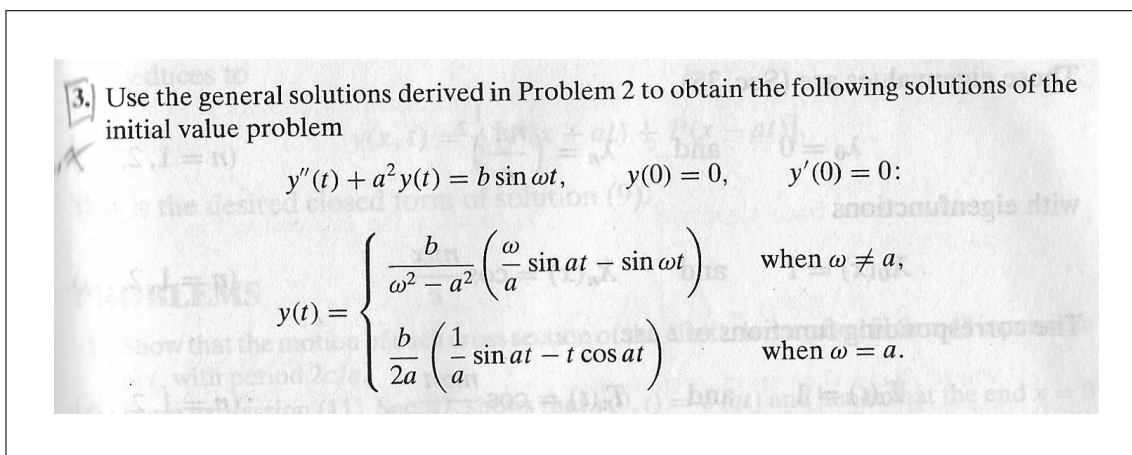 3. Use the general solutions derived in Problem 2 to obtain the following solutions of the
initial value problem
y″(t) + a²y(t) = b sin ωt, y(0) = 0, y′(0) = 0:
y(t) = { b/(ω² − a²) (ω/a sin at − sin ωt) when ω ≠ a,
b/2a (1/a sin at − t cos at) when ω = a.